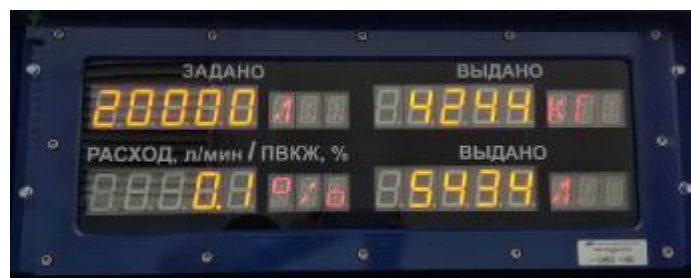 ЗАДАНО ВЫДАНО
20000 Л 4244 КГ
РАСХОД, л/мин / ПВКЖ, % ВЫДАНО
0.1 % 5434 Л